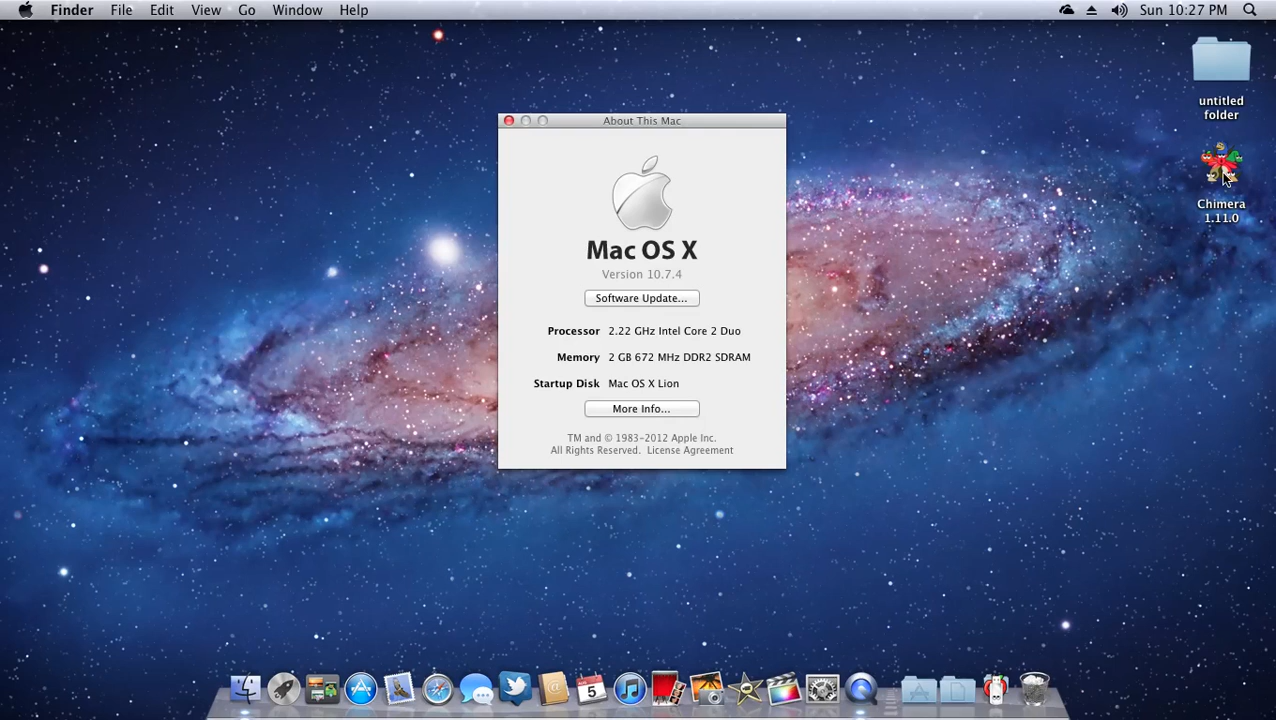 Finder File Edit View Go Window Help
Sun 10:27 PM
untitled
folder
Chimera
1.11.0
About This Mac
Mac OS X
Version 10.7.4
Software Update...
Processor 2.22 GHz Intel Core 2 Duo
Memory 2 GB 672 MHz DDR2 SDRAM
Startup Disk Mac OS X Lion
More Info...
TM and © 1983-2012 Apple Inc.
All Rights Reserved. License Agreement
5